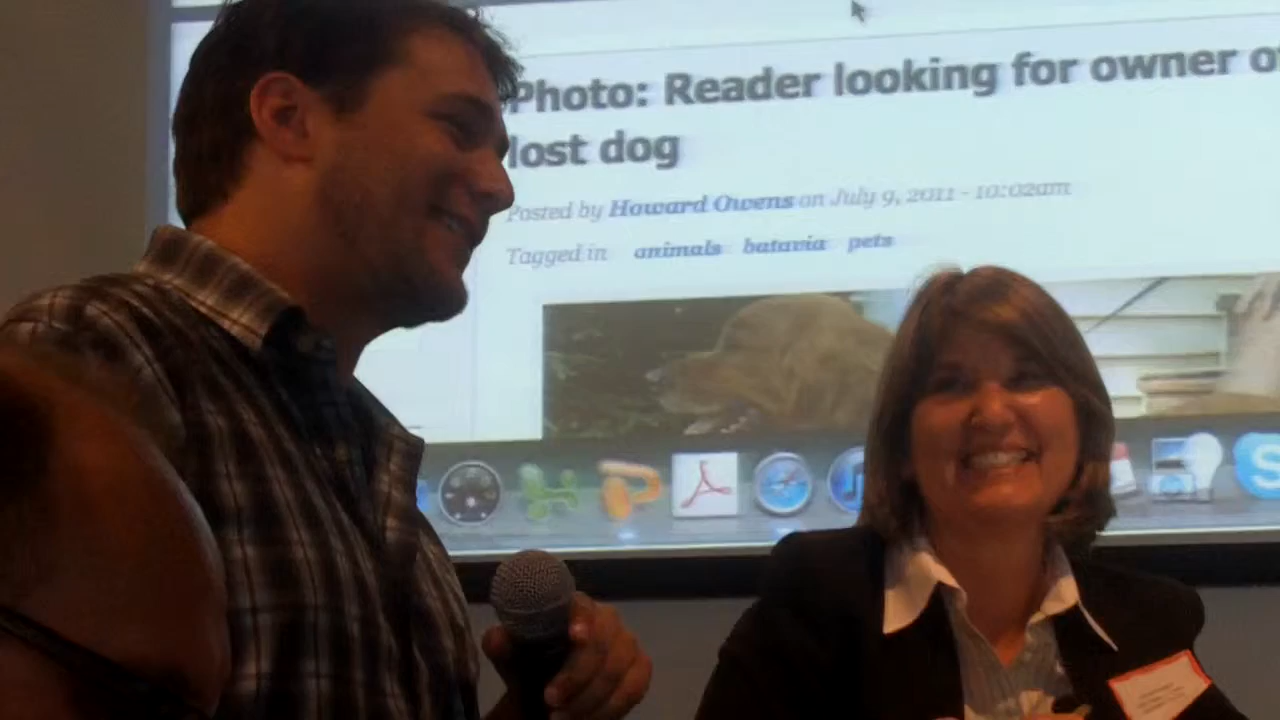 Photo: Reader looking for owner
lost dog
Posted by Howard Owens on July 9, 2011 - 10:02am
Tagged in animals batavia pets